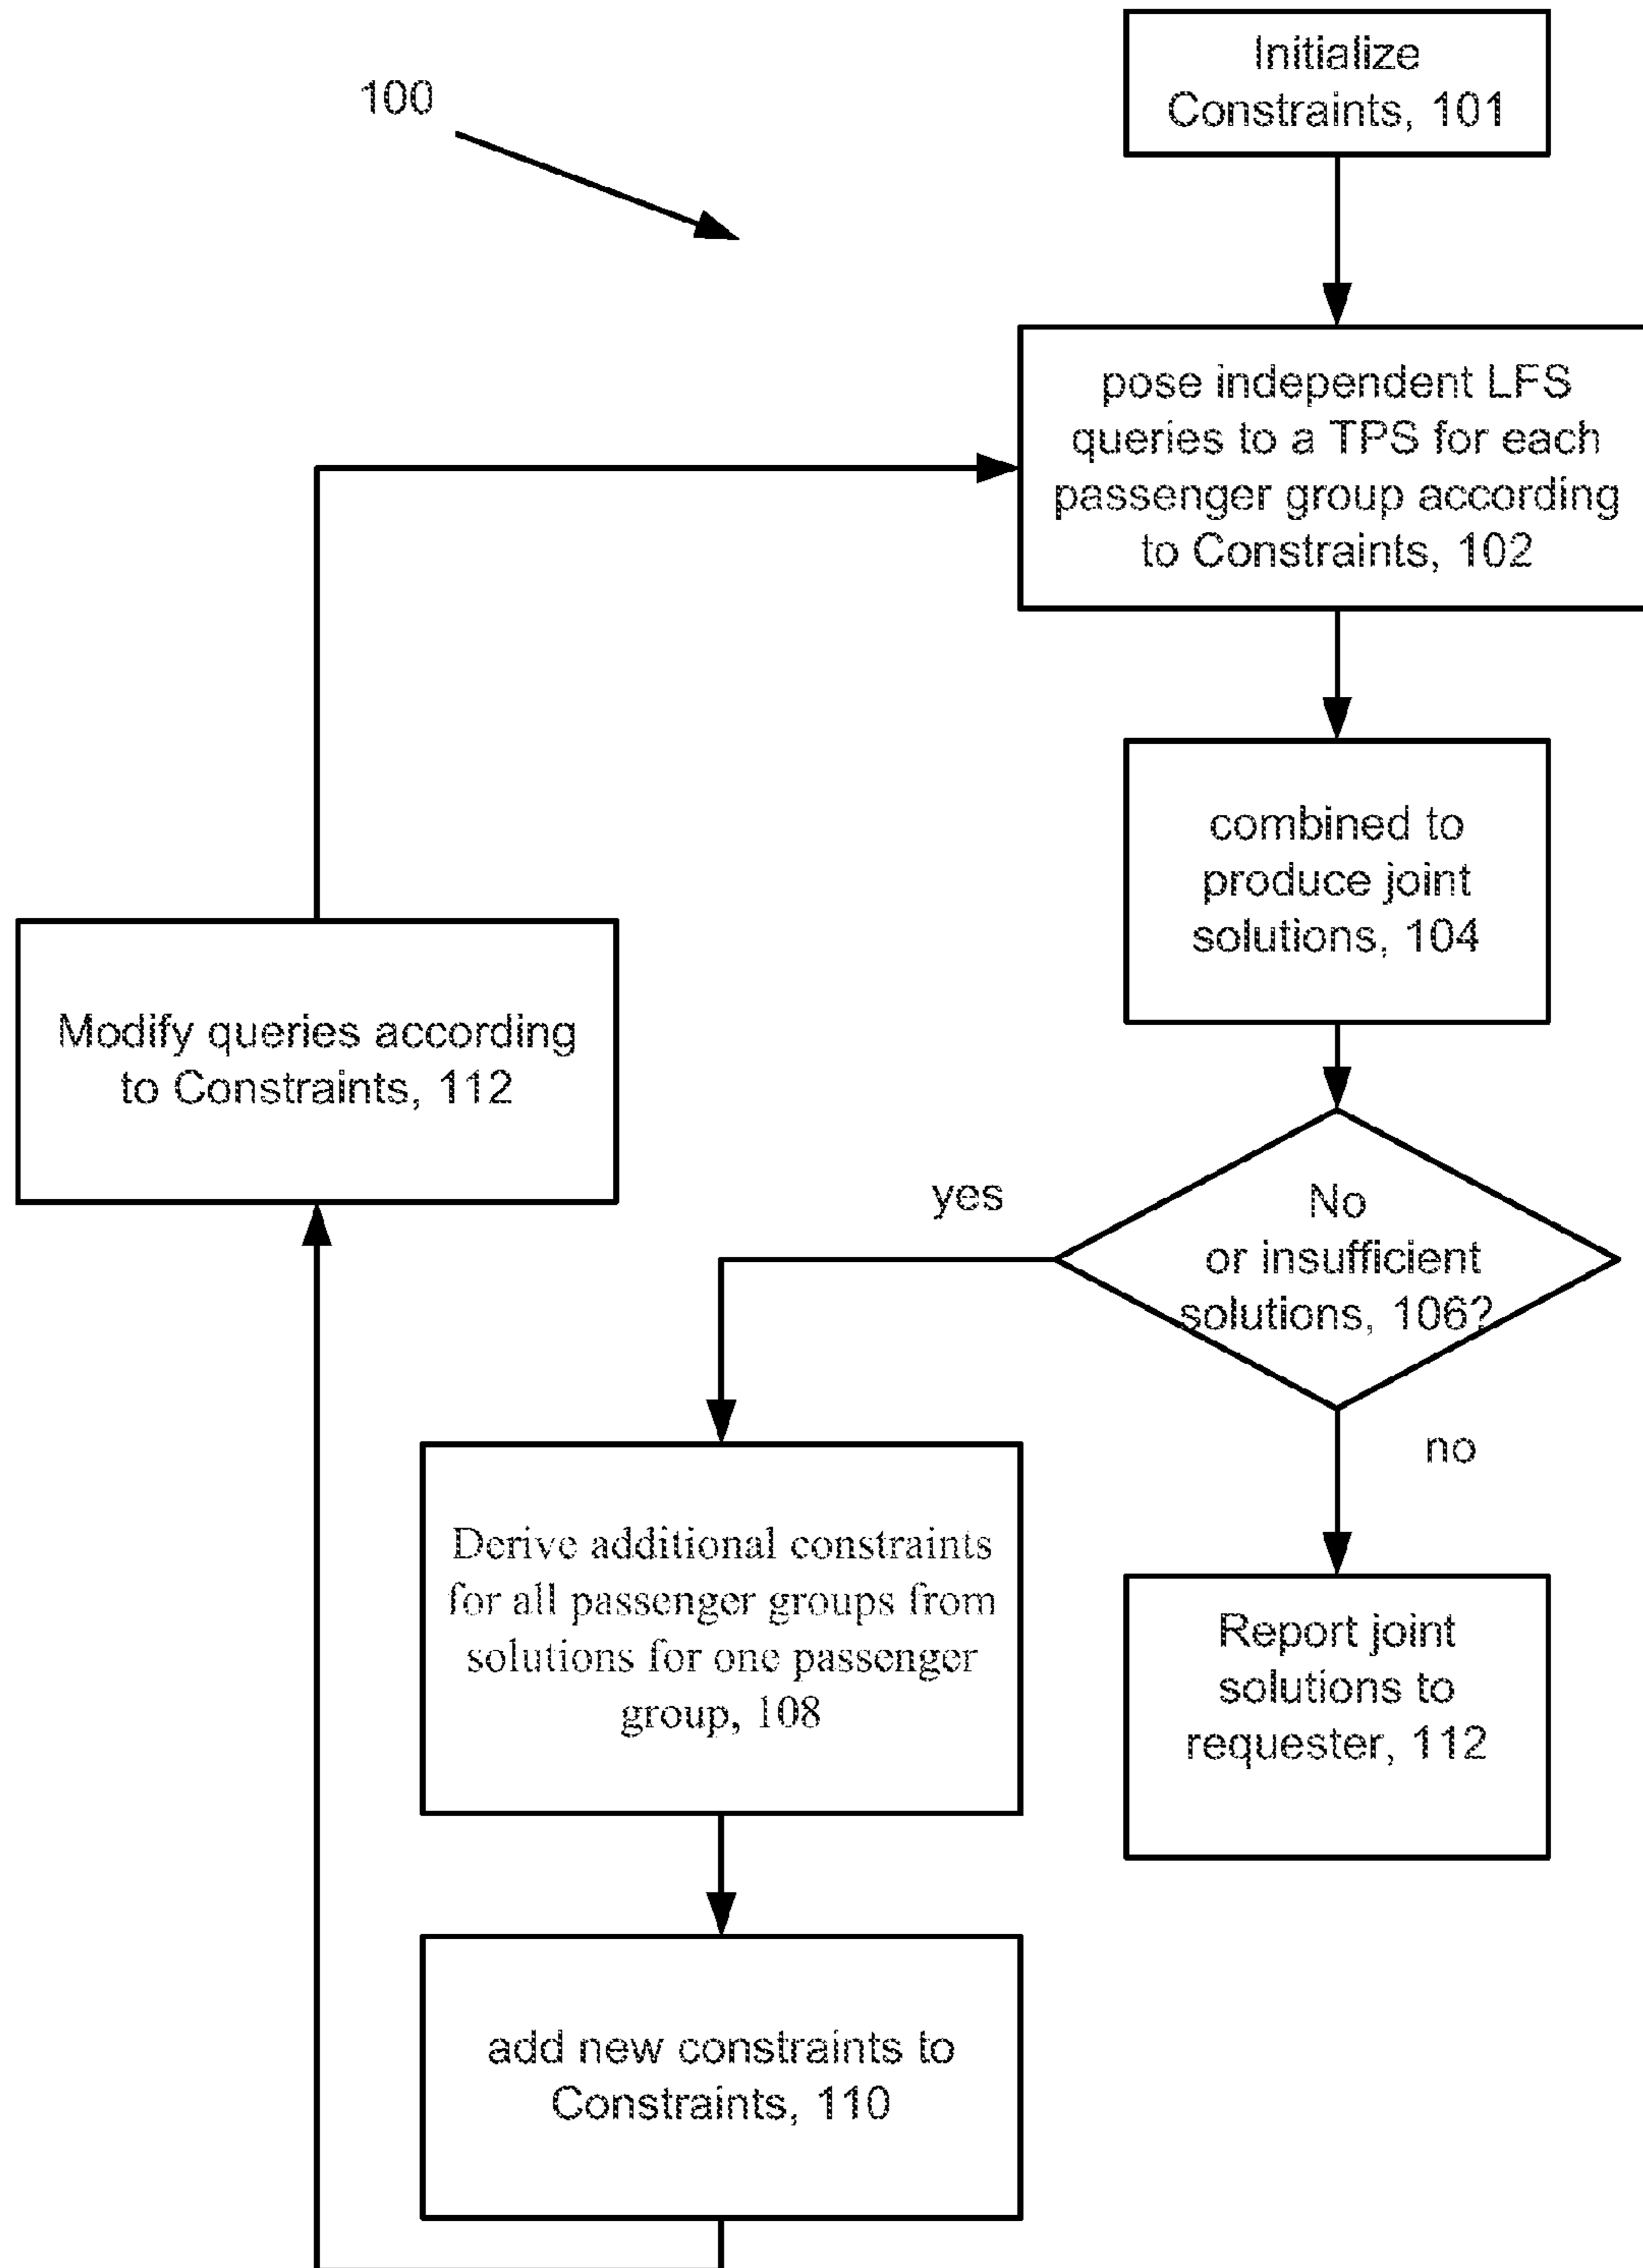 100
Initialize
Constraints, 101
pose independent LFS
queries to a TPS for each
passenger group according
to Constraints, 102
combined to
produce joint
solutions, 104
Modify queries according
to Constraints, 112
yes
No
or insufficient
solutions, 106?
no
Derive additional constraints
for all passenger groups from
solutions for one passenger
group, 108
Report joint
solutions to
requester, 112
add new constraints to
Constraints, 110